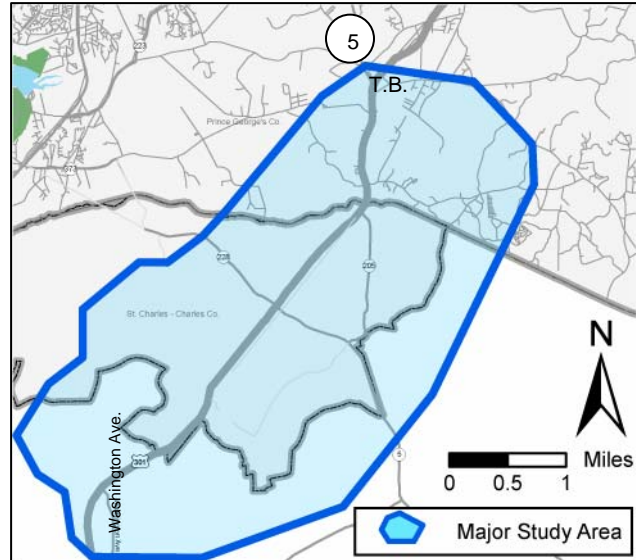 5
T.B.
223
Prince George's Co.
373
228
205
St. Charles - Charles Co.
Washington Ave.
301
5
N
Miles
0 0.5 1
Major Study Area